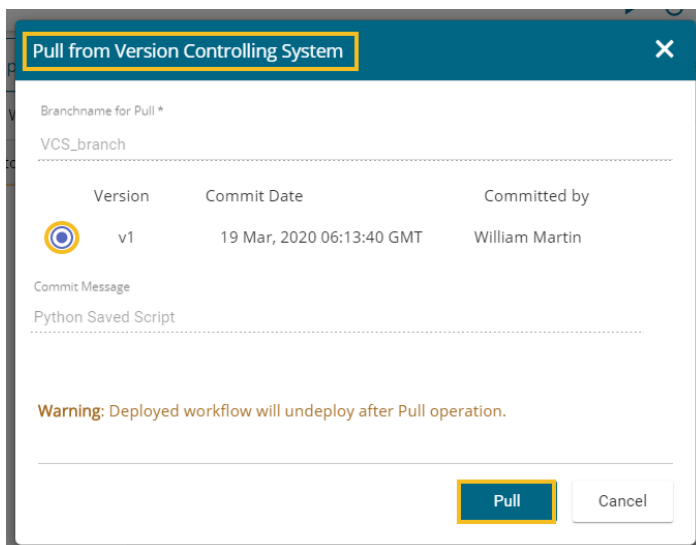 Pull from Version Controlling System
Branchname for Pull *
VCS_branch
Version Commit Date Committed by
v1 19 Mar, 2020 06:13:40 GMT William Martin
Commit Message
Python Saved Script
Warning: Deployed workflow will undeploy after Pull operation.
Pull Cancel